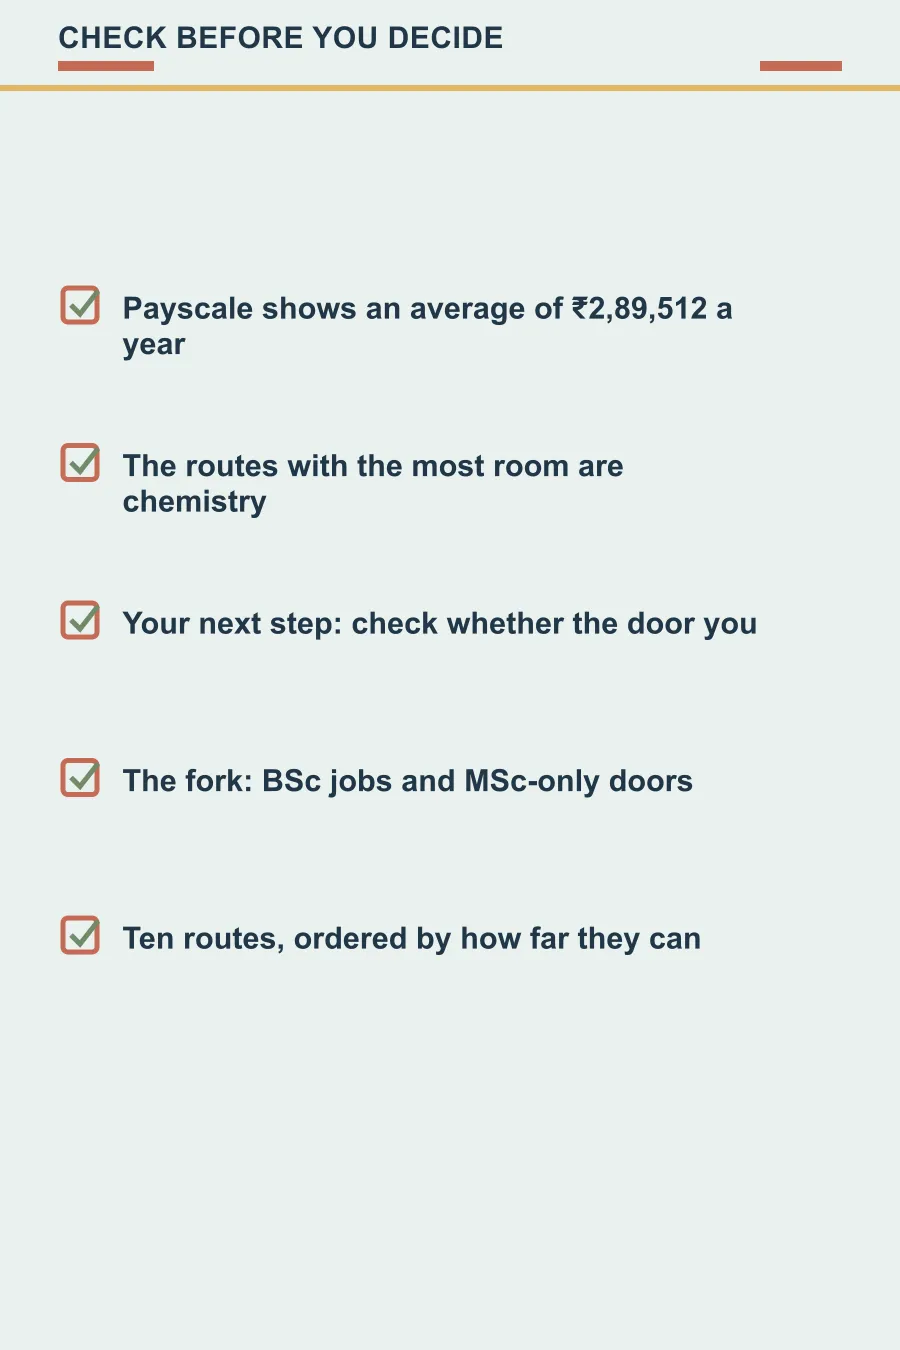 CHECK BEFORE YOU DECIDE
Payscale shows an average of ₹2,89,512 a
year
The routes with the most room are
chemistry
Your next step: check whether the door you
The fork: BSc jobs and MSc-only doors
Ten routes, ordered by how far they can